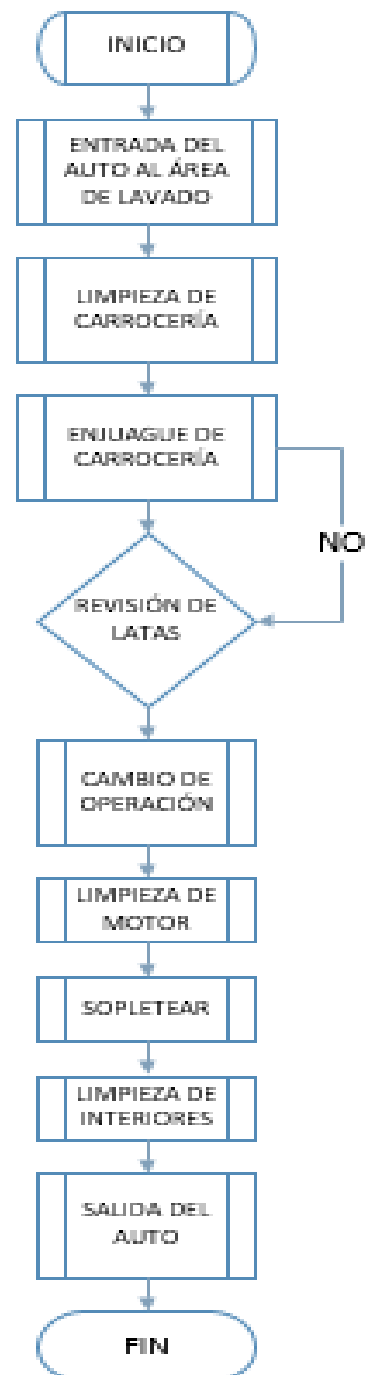 INICIO
ENTRADA DEL
AUTO AL ÁREA
DE LAVADO
LIMPIEZA DE
CARROCERÍA
ENJUAGUE DE
CARROCERÍA
NO
REVISIÓN DE
LATAS
CAMBIO DE
OPERACIÓN
LIMPIEZA DE
MOTOR
SOPLETEAR
LIMPIEZA DE
INTERIORES
SALIDA DEL
AUTO
FIN